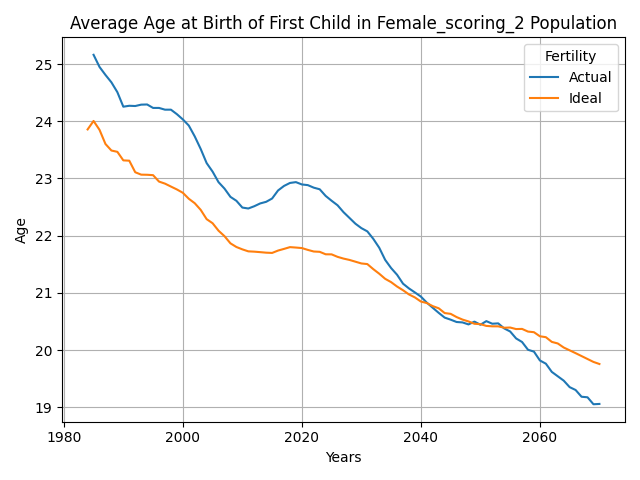 Average Age at Birth of First Child in Female_scoring_2 Population
Fertility
Actual
Ideal
25
24
23
22
21
20
19
Age
1980
2000
2020
2040
2060
Years